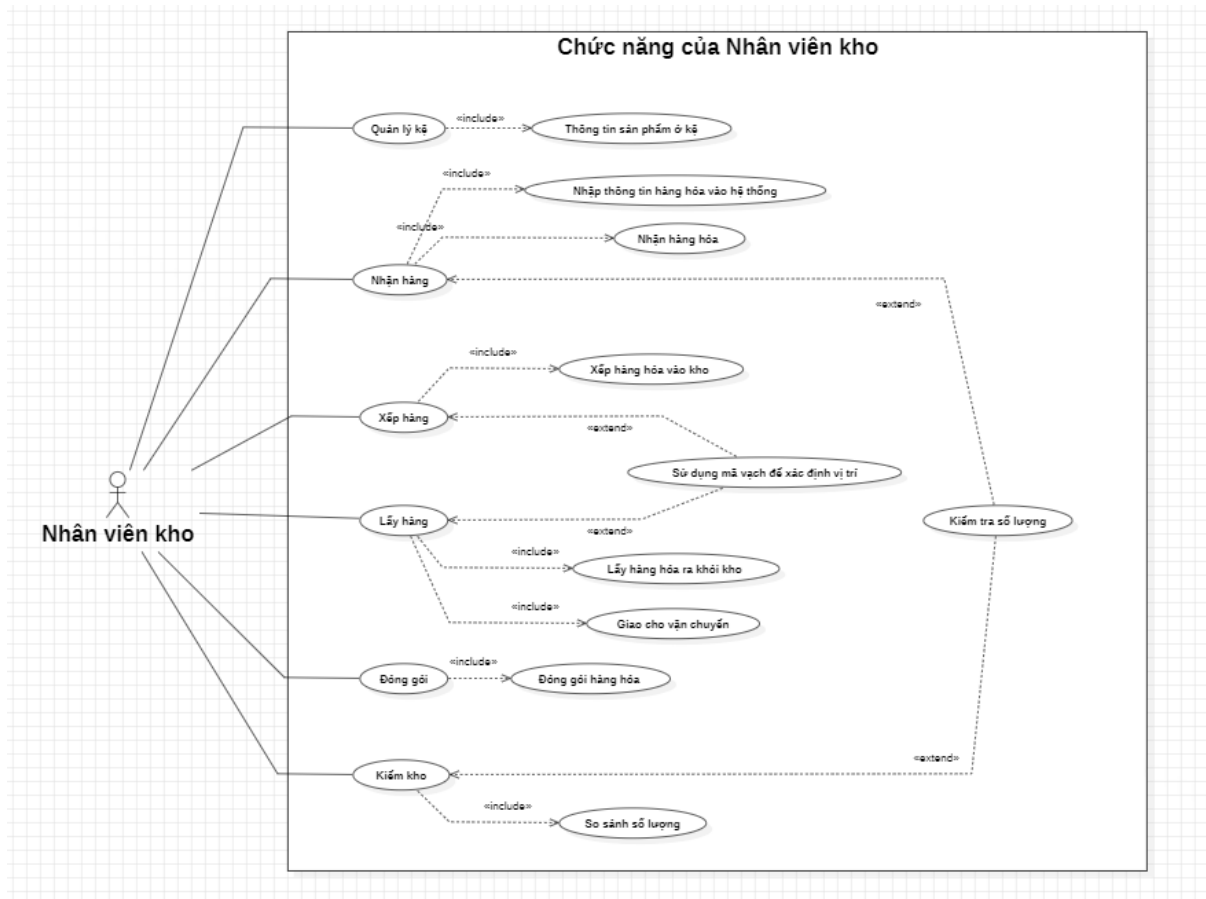 Chức năng của Nhân viên kho
Quản lý kệ
«include»
Thông tin sản phẩm ở kệ
«include»
Nhập thông tin hàng hóa vào hệ thống
«include»
Nhận hàng hóa
Nhận hàng
«extend»
«include»
Xếp hàng hóa vào kho
Xếp hàng
«extend»
Sử dụng mã vạch để xác định vị trí
Nhân viên kho
Lấy hàng
Kiểm tra số lượng
«extend»
«include»
Lấy hàng hóa ra khỏi kho
«include»
Giao cho vận chuyển
«include»
Đóng gói
Đóng gói hàng hóa
«extend»
Kiểm kho
«include»
So sánh số lượng